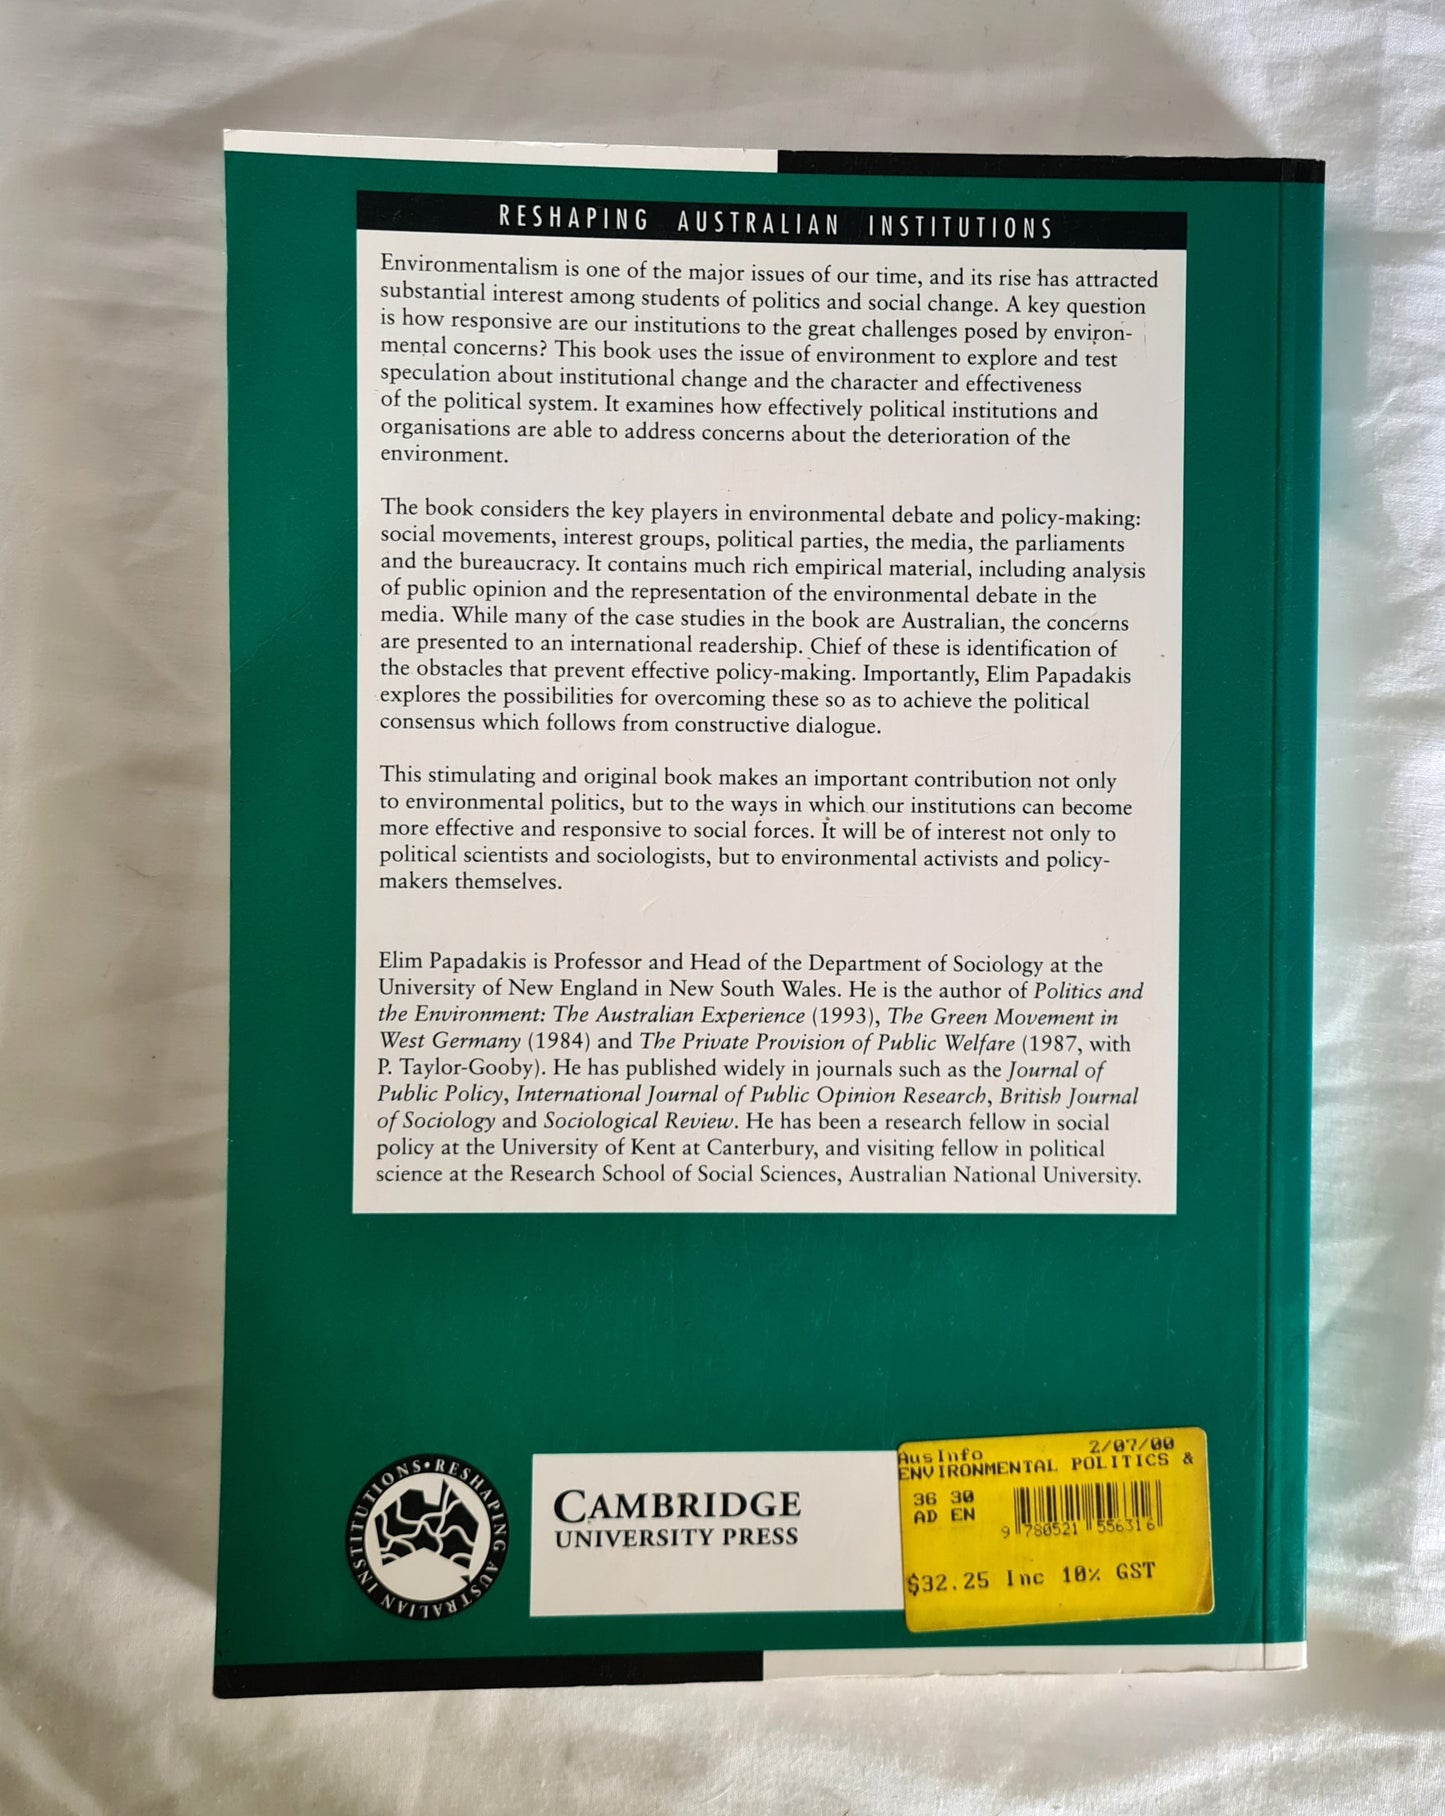 RESHAPING AUSTRALIAN INSTITUTIONS
Environmentalism is one of the major issues of our time, and its rise has attracted
substantial interest among students of politics and social change. A key question
is how responsive are our institutions to the great challenges posed by environ-
mental concerns? This book uses the issue of environment to explore and test
speculation about institutional change and the character and effectiveness
of the political system. It examines how effectively political institutions and
organisations are able to address concerns about the deterioration of the
environment.
The book considers the key players in environmental debate and policy-making:
social movements, interest groups, political parties, the media, the parliaments
and the bureaucracy. It contains much rich empirical material, including analysis
of public opinion and the representation of the environmental debate in the
media. While many of the case studies in the book are Australian, the concerns
are presented to an international readership. Chief of these is identification of
the obstacles that prevent effective policy-making. Importantly, Elim Papadakis
explores the possibilities for overcoming these so as to achieve the political
consensus which follows from constructive dialogue.
This stimulating and original book makes an important contribution not only
to environmental politics, but to the ways in which our institutions can become
more effective and responsive to social forces. It will be of interest not only to
political scientists and sociologists, but to environmental activists and policy-
makers themselves.
Elim Papadakis is Professor and Head of the Department of Sociology at the
University of New England in New South Wales. He is the author of Politics and
the Environment: The Australian Experience (1993), The Green Movement in
West Germany (1984) and The Private Provision of Public Welfare (1987, with
P. Taylor-Gooby). He has published widely in journals such as the Journal of
Public Policy, International Journal of Public Opinion Research, British Journal
of Sociology and Sociological Review. He has been a research fellow in social
policy at the University of Kent at Canterbury, and visiting fellow in political
science at the Research School of Social Sciences, Australian National University.
RESHAPING AUSTRALIAN INSTITUTIONS
CAMBRIDGE
UNIVERSITY PRESS
AusInfo 2/07/00
ENVIRONMENTAL POLITICS &
36 30
AD EN
9 780521 556316
$32.25 Inc 10% GST